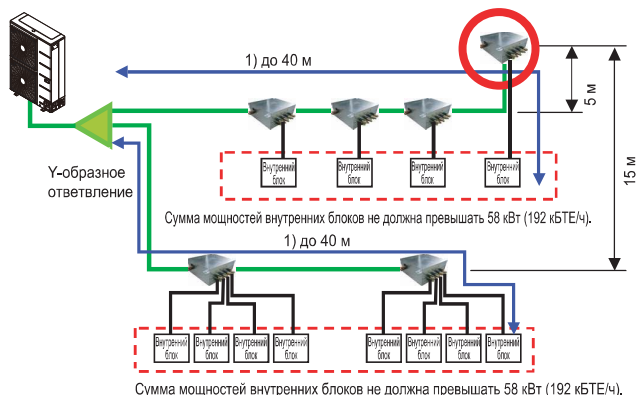 1) до 40 м
5 м
15 м
Y-образное
ответвление
Внутренний
блок
Внутренний
блок
Внутренний
блок
Внутренний
блок
Сумма мощностей внутренних блоков не должна превышать 58 кВт (192 кБТЕ/ч).
1) до 40 м
Внутренний
блок
Внутренний
блок
Внутренний
блок
Внутренний
блок
Внутренний
блок
Внутренний
блок
Внутренний
блок
Внутренний
блок
Сумма мощностей внутренних блоков не должна превышать 58 кВт (192 кБТЕ/ч).